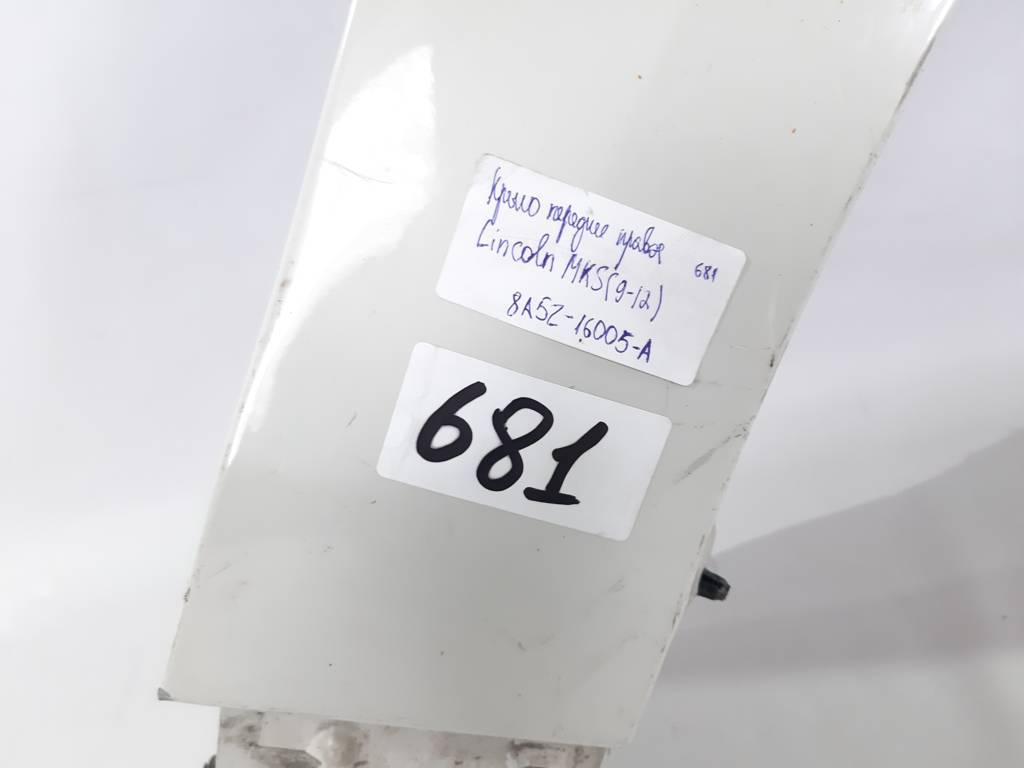 Крыло переднее правое
681
Lincoln MKS(9-12)
8A5Z-16005-A
681